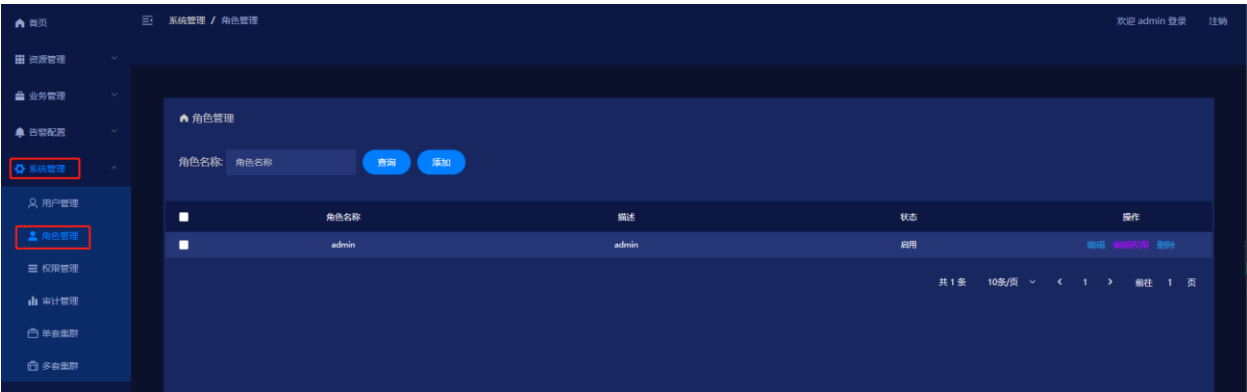 首页
系统管理 / 角色管理
欢迎 admin 登录 注销
资源管理
业务管理
告警配置
系统管理
用户管理
角色管理
权限管理
审计管理
单套集群
多套集群
角色管理
角色名称: 角色名称 查询 添加
角色名称 描述 状态 操作
admin admin 启用 编辑 编辑权限 删除
共 1 条 10条/页 < 1 > 前往 1 页